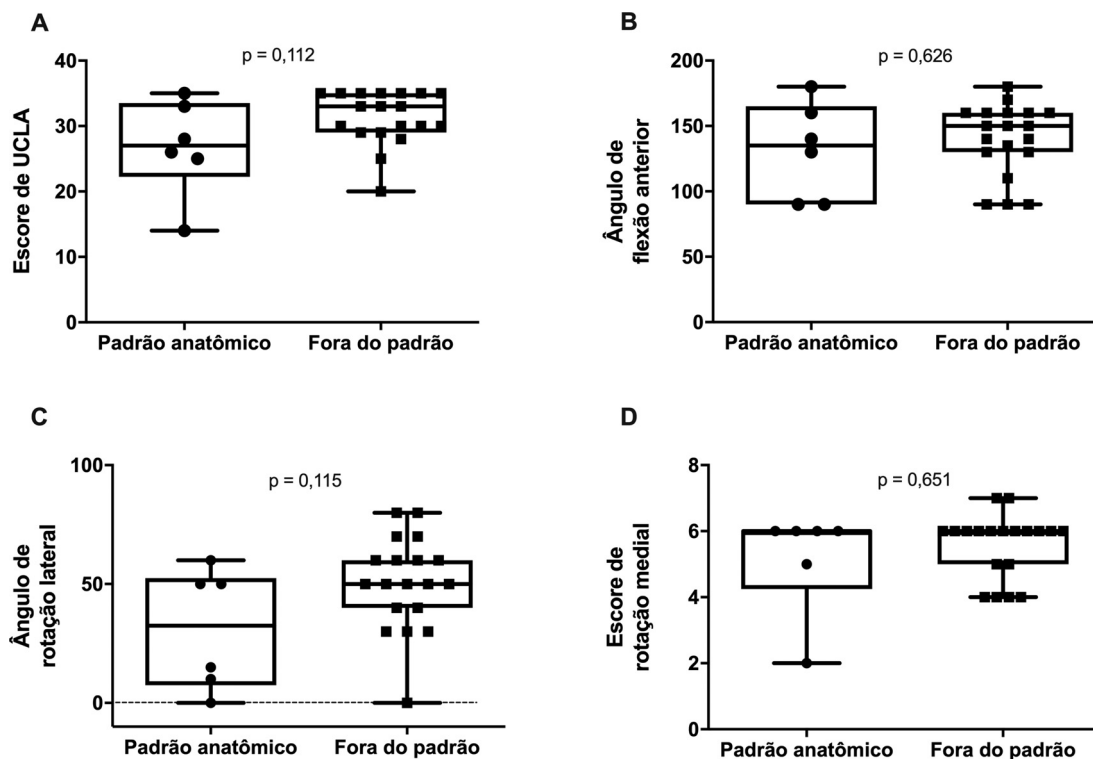 A
p = 0,112
Escore de UCLA
40
30
20
10
0
Padrão anatômico
Fora do padrão
B
p = 0,626
Ângulo de
flexão anterior
200
150
100
50
0
Padrão anatômico
Fora do padrão
C
p = 0,115
Ângulo de
rotação lateral
100
50
0
Padrão anatômico
Fora do padrão
D
p = 0,651
Escore de
rotação medial
8
6
4
2
0
Padrão anatômico
Fora do padrão